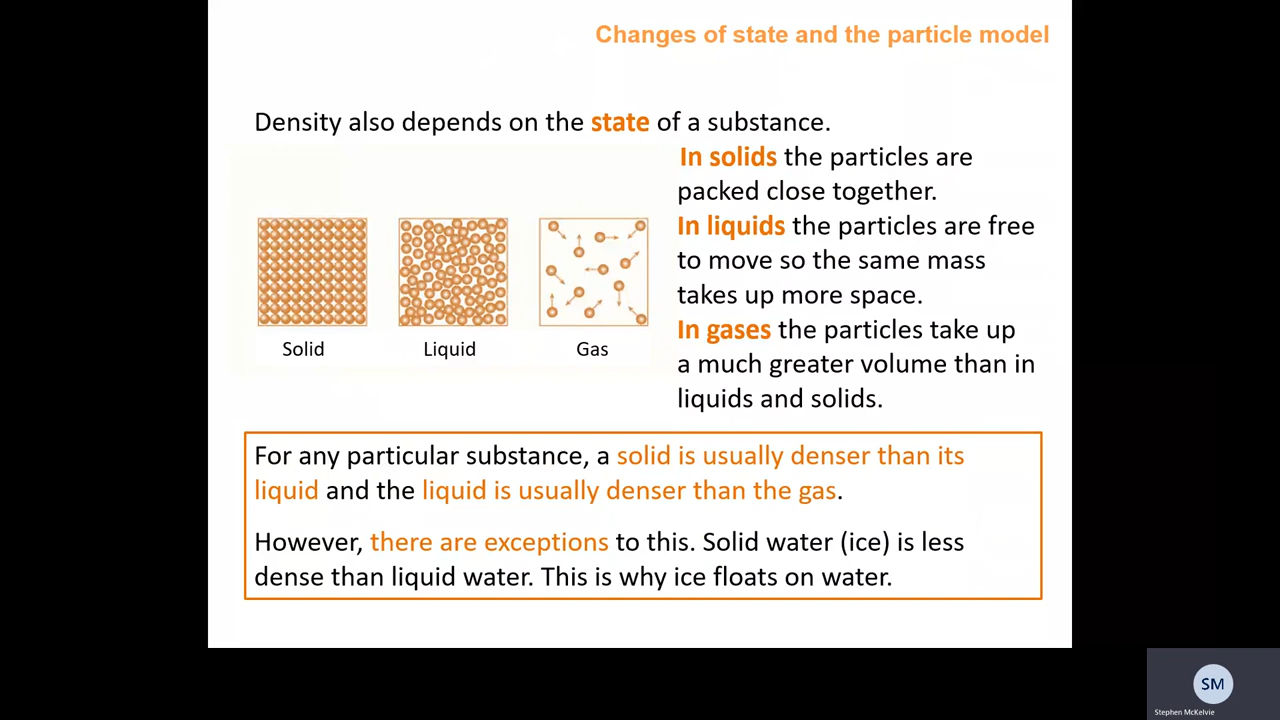 Changes of state and the particle model
Density also depends on the state of a substance.
In solids the particles are
packed close together.
In liquids the particles are free
to move so the same mass
takes up more space.
In gases the particles take up
a much greater volume than in
liquids and solids.
Solid
Liquid
Gas
For any particular substance, a solid is usually denser than its
liquid and the liquid is usually denser than the gas.
However, there are exceptions to this. Solid water (ice) is less
dense than liquid water. This is why ice floats on water.
SM
Stephen McKelvie